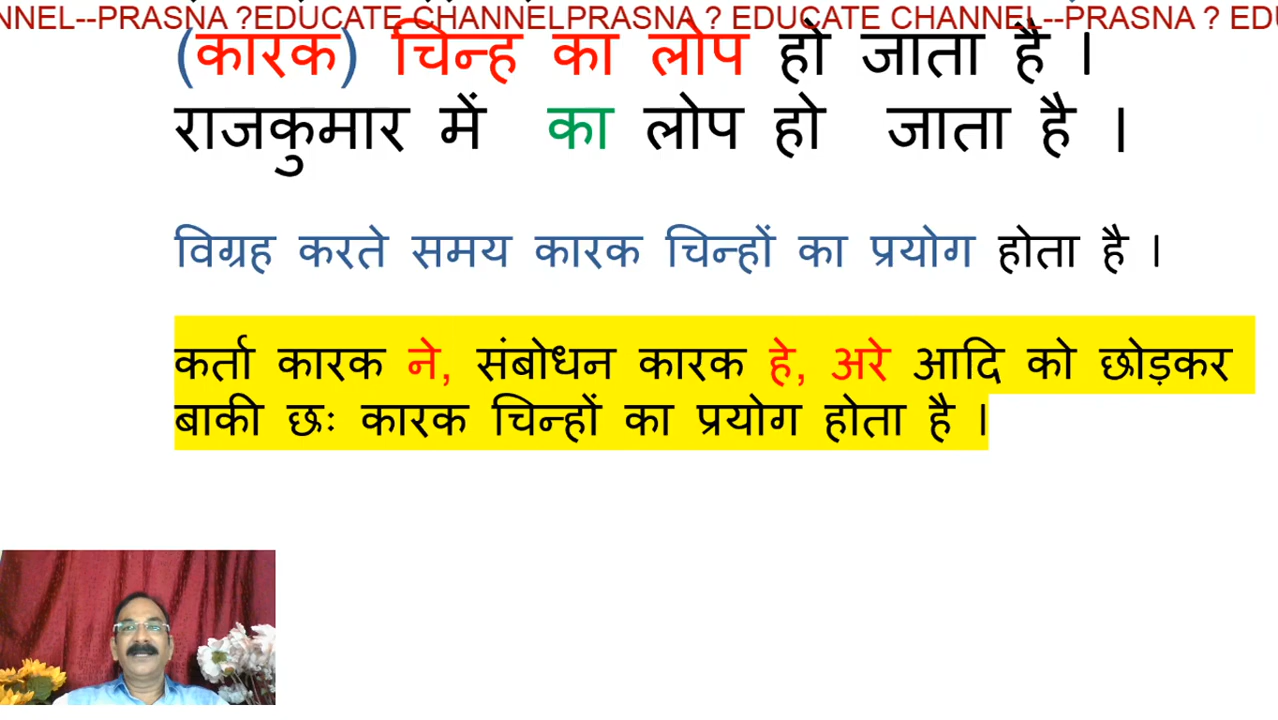 NNEL--PRASNA ?EDUCATE CHANNELPRASNA ? EDUCATE CHANNEL--PRASNA ? EDU
(कारक) चिन्ह का लोप हो जाता है ।
राजकुमार में का लोप हो जाता है ।
विग्रह करते समय कारक चिन्हों का प्रयोग होता है ।
कर्ता कारक ने, संबोधन कारक हे, अरे आदि को छोड़कर
बाकी छः कारक चिन्हों का प्रयोग होता है ।